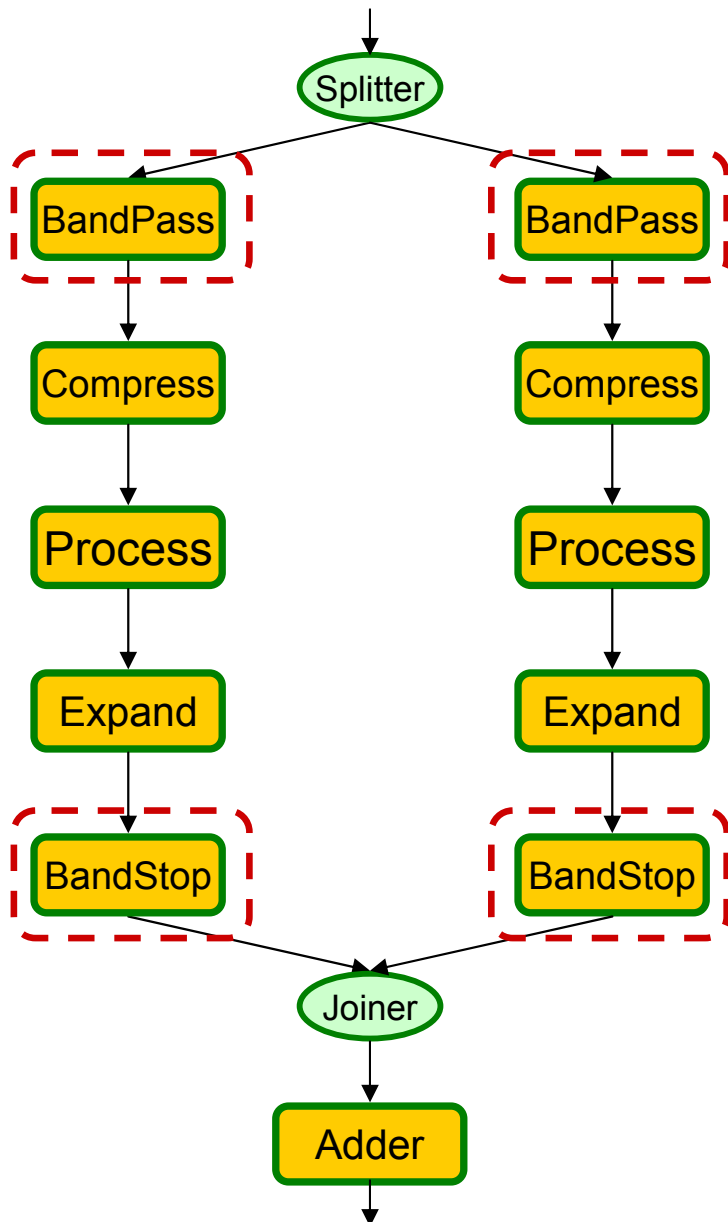 Splitter
BandPass
BandPass
Compress
Compress
Process
Process
Expand
Expand
BandStop
BandStop
Joiner
Adder